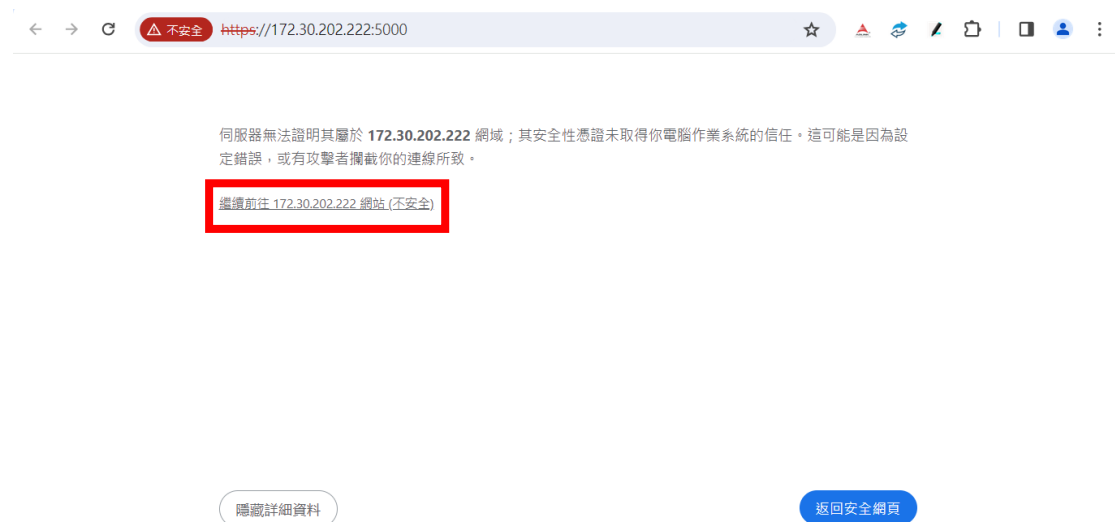 不安全 https://172.30.202.222:5000
伺服器無法證明其屬於 172.30.202.222 網域；其安全性憑證未取得你電腦作業系統的信任。這可能是因為設
定錯誤，或有攻擊者攔截你的連線所致。
繼續前往 172.30.202.222 網站 (不安全)
隱藏詳細資料
返回安全網頁